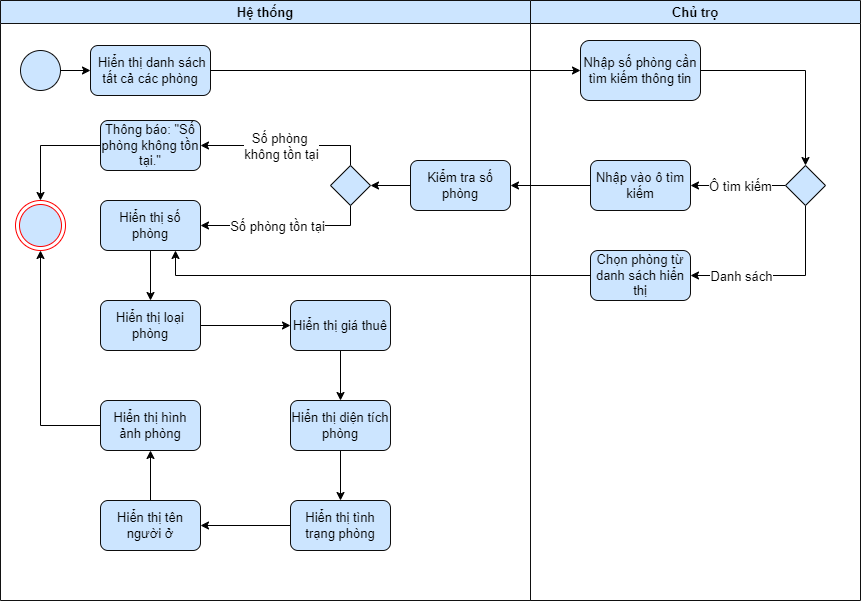 Hệ thống
Chủ trọ
Hiển thị danh sách
tất cả các phòng
Nhập số phòng cần
tìm kiếm thông tin
Thông báo: "Số
phòng không tồn
tại."
Số phòng
không tồn tại
Kiểm tra số
phòng
Nhập vào ô tìm
kiếm
Ô tìm kiếm
Hiển thị số
phòng
Số phòng tồn tại
Chọn phòng từ
danh sách hiển
thị
Danh sách
Hiển thị loại
phòng
Hiển thị giá thuê
Hiển thị hình
ảnh phòng
Hiển thị diện tích
phòng
Hiển thị tên
người ở
Hiển thị tình
trạng phòng